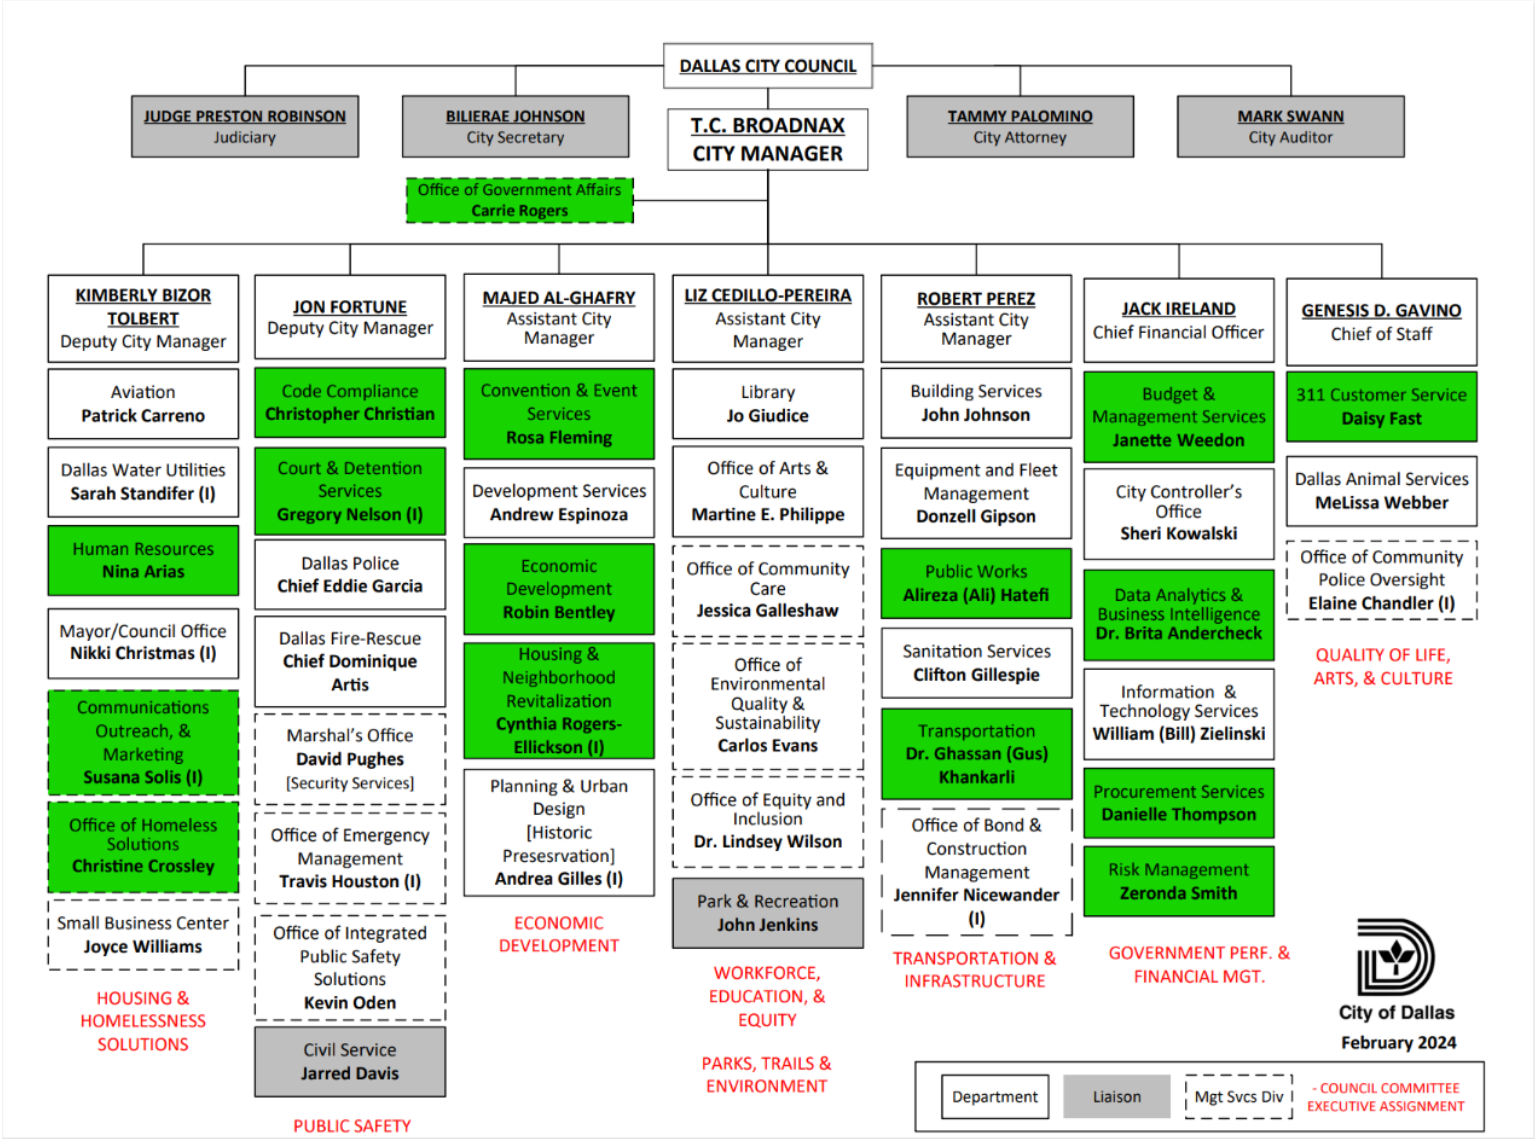 DALLAS CITY COUNCIL
JUDGE PRESTON ROBINSON
Judiciary
BILIERAE JOHNSON
City Secretary
T.C. BROADNAX
CITY MANAGER
TAMMY PALOMINO
City Attorney
MARK SWANN
City Auditor
Office of Government Affairs
Carrie Rogers
KIMBERLY BIZOR
TOLBERT
Deputy City Manager
Aviation
Patrick Carreno
Dallas Water Utilities
Sarah Standifer (I)
Human Resources
Nina Arias
Mayor/Council Office
Nikki Christmas (I)
Communications
Outreach, &
Marketing
Susana Solis (I)
Office of Homeless
Solutions
Christine Crossley
Small Business Center
Joyce Williams
HOUSING &
HOMELESSNESS
SOLUTIONS
JON FORTUNE
Deputy City Manager
Code Compliance
Christopher Christian
Court & Detention
Services
Gregory Nelson (I)
Dallas Police
Chief Eddie Garcia
Dallas Fire-Rescue
Chief Dominique
Artis
Marshal's Office
David Pughes
[Security Services]
Office of Emergency
Management
Travis Houston (I)
Office of Integrated
Public Safety
Solutions
Kevin Oden
Civil Service
Jarred Davis
PUBLIC SAFETY
MAJED AL-GHAFRY
Assistant City
Manager
Convention & Event
Services
Rosa Fleming
Development Services
Andrew Espinoza
Economic
Development
Robin Bentley
Housing &
Neighborhood
Revitalization
Cynthia Rogers-
Ellickson (I)
Planning & Urban
Design
[Historic
Presesrvation]
Andrea Gilles (I)
ECONOMIC
DEVELOPMENT
LIZ CEDILLO-PEREIRA
Assistant City
Manager
Library
Jo Giudice
Office of Arts &
Culture
Martine E. Philippe
Office of Community
Care
Jessica Galleshaw
Office of
Environmental
Quality &
Sustainability
Carlos Evans
Office of Equity and
Inclusion
Dr. Lindsey Wilson
Park & Recreation
John Jenkins
WORKFORCE,
EDUCATION, &
EQUITY
PARKS, TRAILS &
ENVIRONMENT
ROBERT PEREZ
Assistant City
Manager
Building Services
John Johnson
Equipment and Fleet
Management
Donzell Gipson
Public Works
Alireza (Ali) Hatefi
Sanitation Services
Clifton Gillespie
Transportation
Dr. Ghassan (Gus)
Khankarli
Office of Bond &
Construction
Management
Jennifer Nicewander
(I)
TRANSPORTATION &
INFRASTRUCTURE
JACK IRELAND
Chief Financial Officer
Budget &
Management Services
Janette Weedon
City Controller's
Office
Sheri Kowalski
Data Analytics &
Business Intelligence
Dr. Brita Andercheck
Information &
Technology Services
William (Bill) Zielinski
Procurement Services
Danielle Thompson
Risk Management
Zeronda Smith
GOVERNMENT PERF. &
FINANCIAL MGT.
GENESIS D. GAVINO
Chief of Staff
311 Customer Service
Daisy Fast
Dallas Animal Services
MeLissa Webber
Office of Community
Police Oversight
Elaine Chandler (I)
QUALITY OF LIFE,
ARTS, & CULTURE
City of Dallas
February 2024
Department
Liaison
Mgt Svcs Div
- COUNCIL COMMITTEE
EXECUTIVE ASSIGNMENT